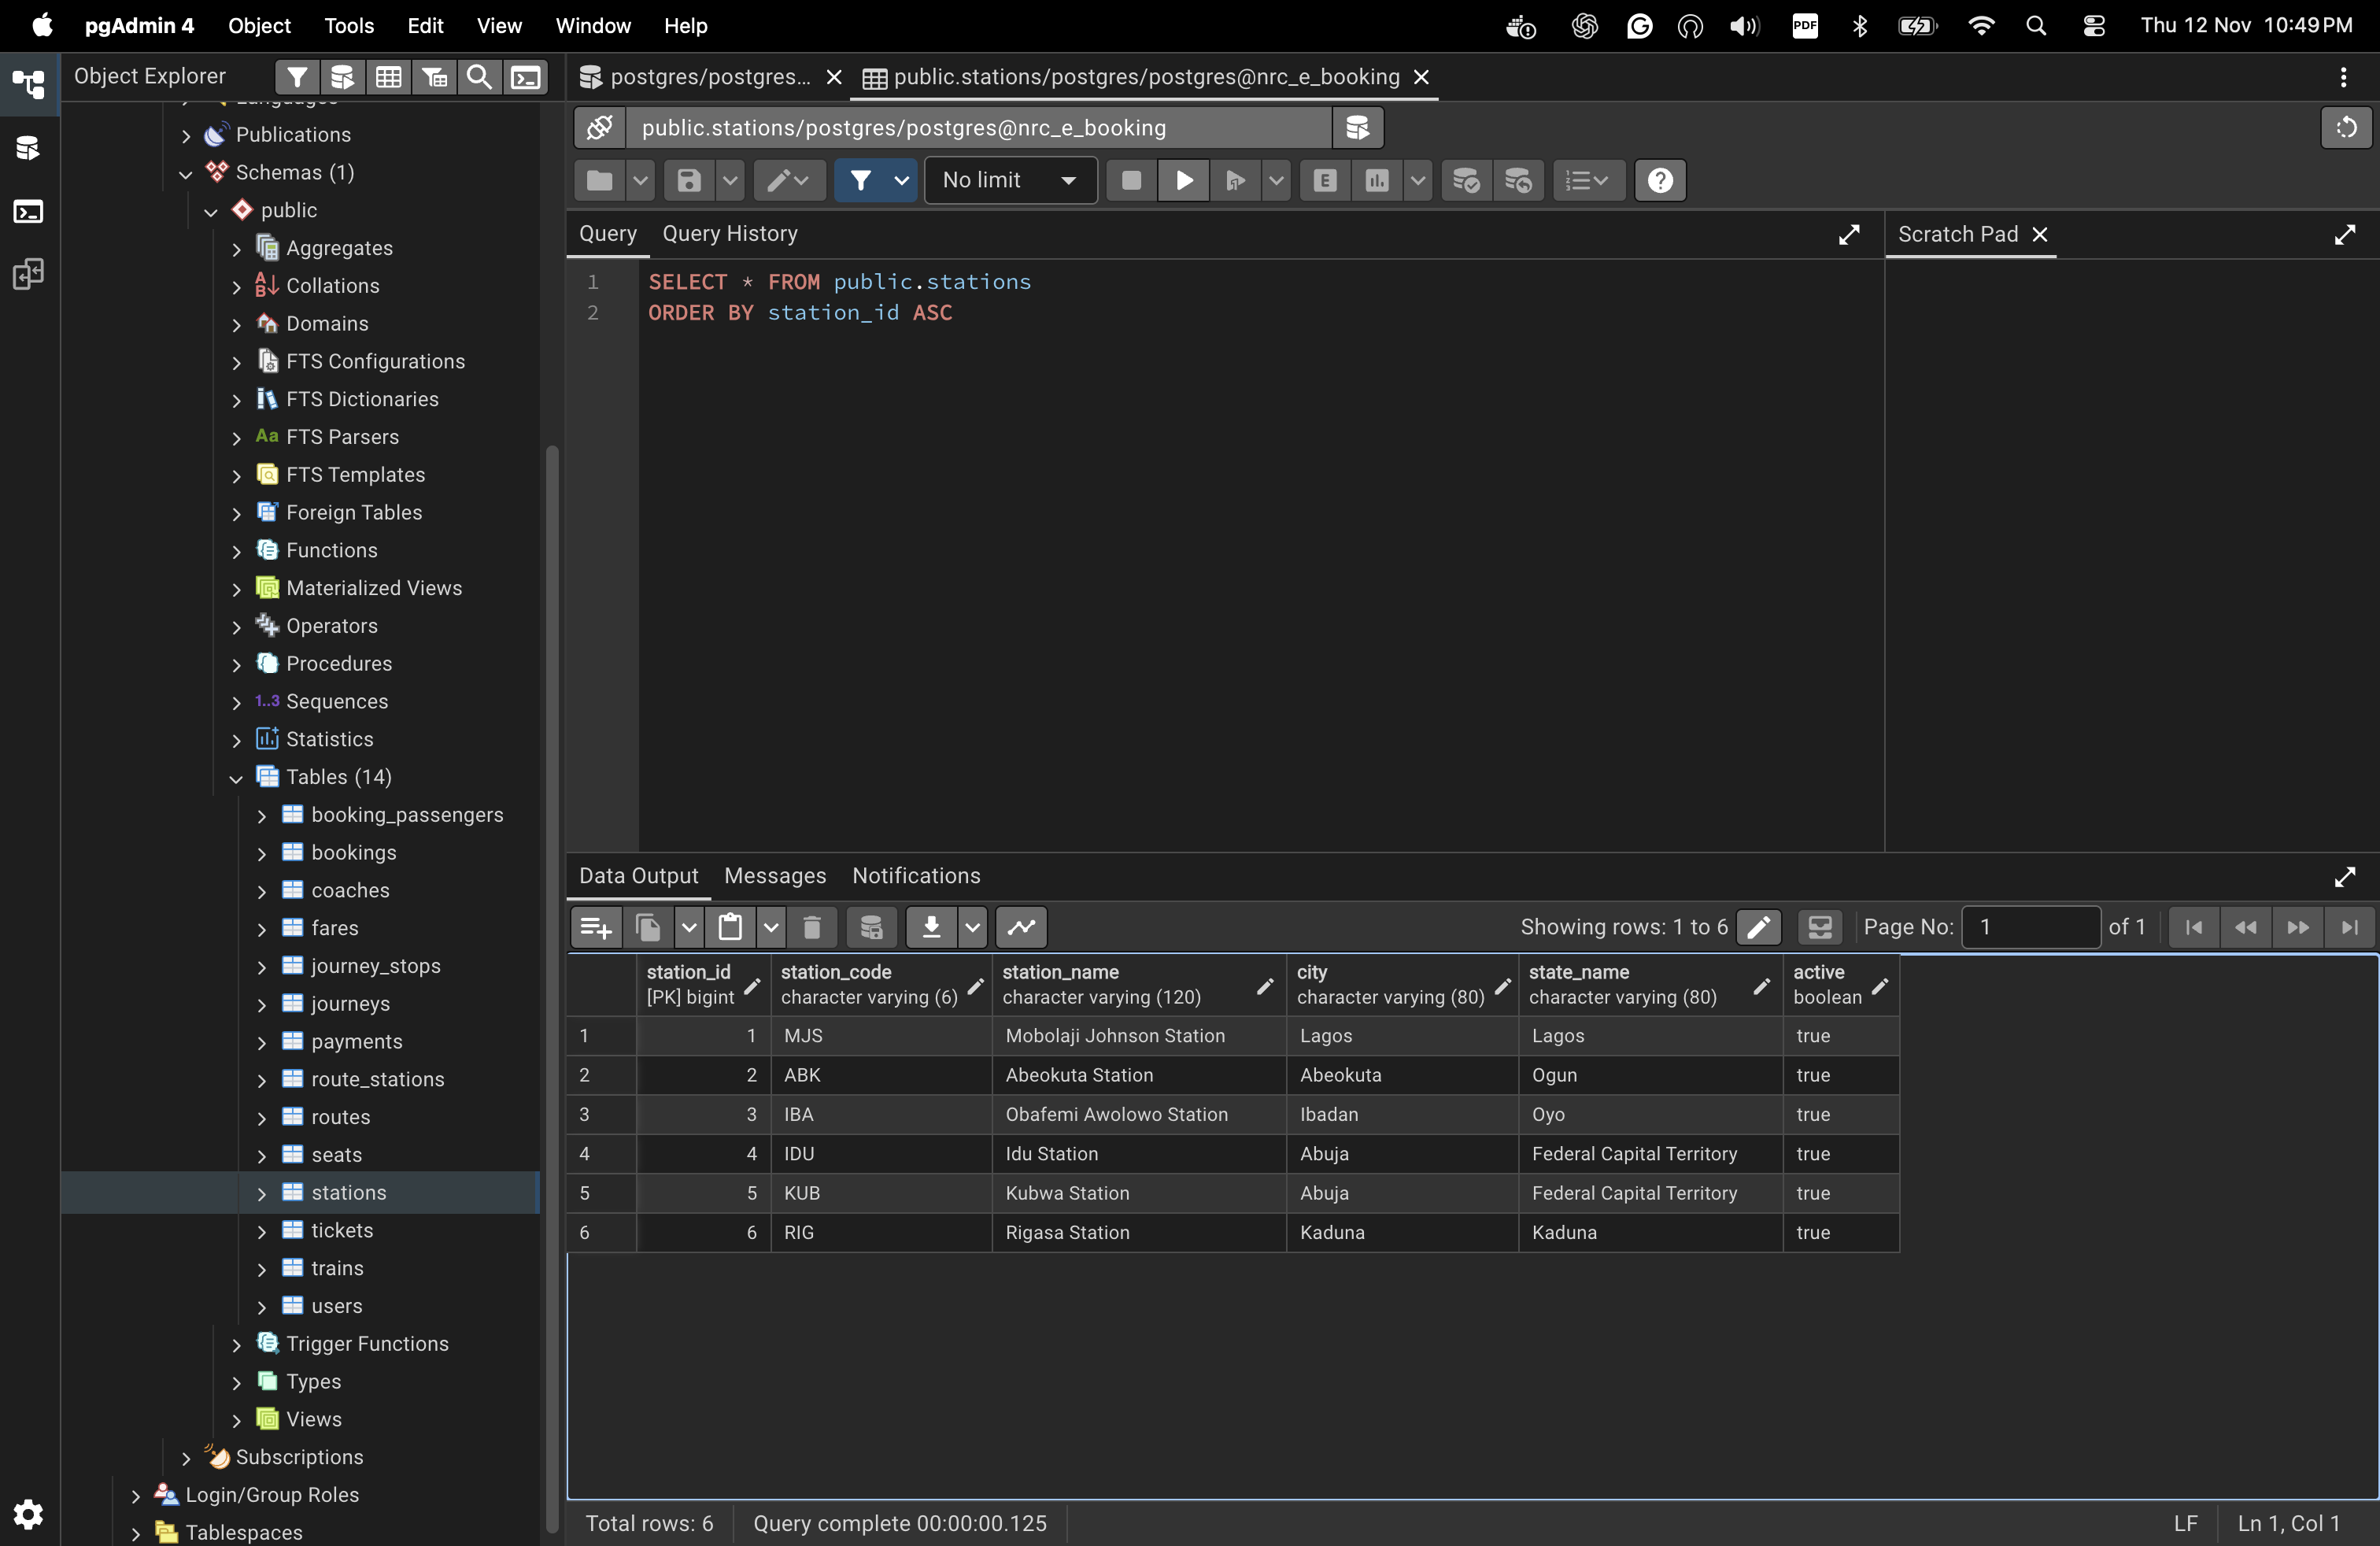 pgAdmin 4 Object Tools Edit View Window Help PDF Thu 12 Nov 10:49 PM
Object Explorer
postgres/postgres...
public.stations/postgres/postgres@nrc_e_booking
Languages
Publications
Schemas (1)
public
Aggregates
Collations
Domains
FTS Configurations
FTS Dictionaries
Aa FTS Parsers
FTS Templates
Foreign Tables
Functions
Materialized Views
Operators
Procedures
1..3 Sequences
Statistics
Tables (14)
booking_passengers
bookings
coaches
fares
journey_stops
journeys
payments
route_stations
routes
seats
stations
tickets
trains
users
Trigger Functions
Types
Views
Subscriptions
Login/Group Roles
Tablespaces
public.stations/postgres/postgres@nrc_e_booking
No limit
E
Query Query History
Scratch Pad
1 SELECT * FROM public.stations
2 ORDER BY station_id ASC
Data Output Messages Notifications
Showing rows: 1 to 6 Page No: 1 of 1
station_id station_code station_name city state_name active
[PK] bigint character varying (6) character varying (120) character varying (80) character varying (80) boolean
1 1 MJS Mobolaji Johnson Station Lagos Lagos true
2 2 ABK Abeokuta Station Abeokuta Ogun true
3 3 IBA Obafemi Awolowo Station Ibadan Oyo true
4 4 IDU Idu Station Abuja Federal Capital Territory true
5 5 KUB Kubwa Station Abuja Federal Capital Territory true
6 6 RIG Rigasa Station Kaduna Kaduna true
Total rows: 6 Query complete 00:00:00.125 LF Ln 1, Col 1